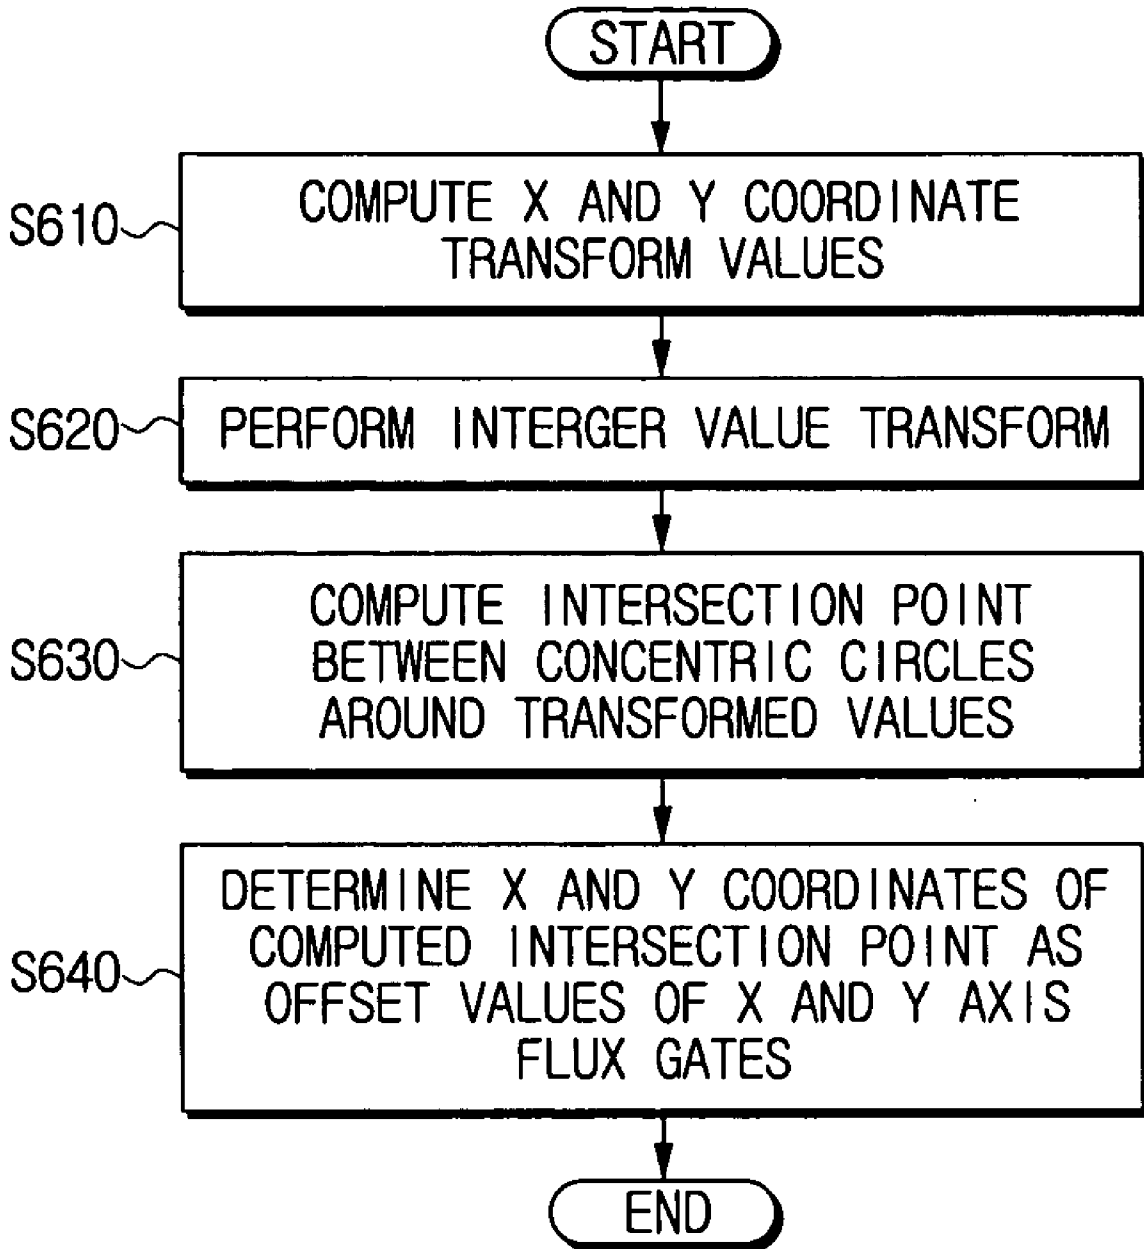 START
S610
COMPUTE X AND Y COORDINATE
TRANSFORM VALUES
S620
PERFORM INTERGER VALUE TRANSFORM
S630
COMPUTE INTERSECTION POINT
BETWEEN CONCENTRIC CIRCLES
AROUND TRANSFORMED VALUES
S640
DETERMINE X AND Y COORDINATES OF
COMPUTED INTERSECTION POINT AS
OFFSET VALUES OF X AND Y AXIS
FLUX GATES
END